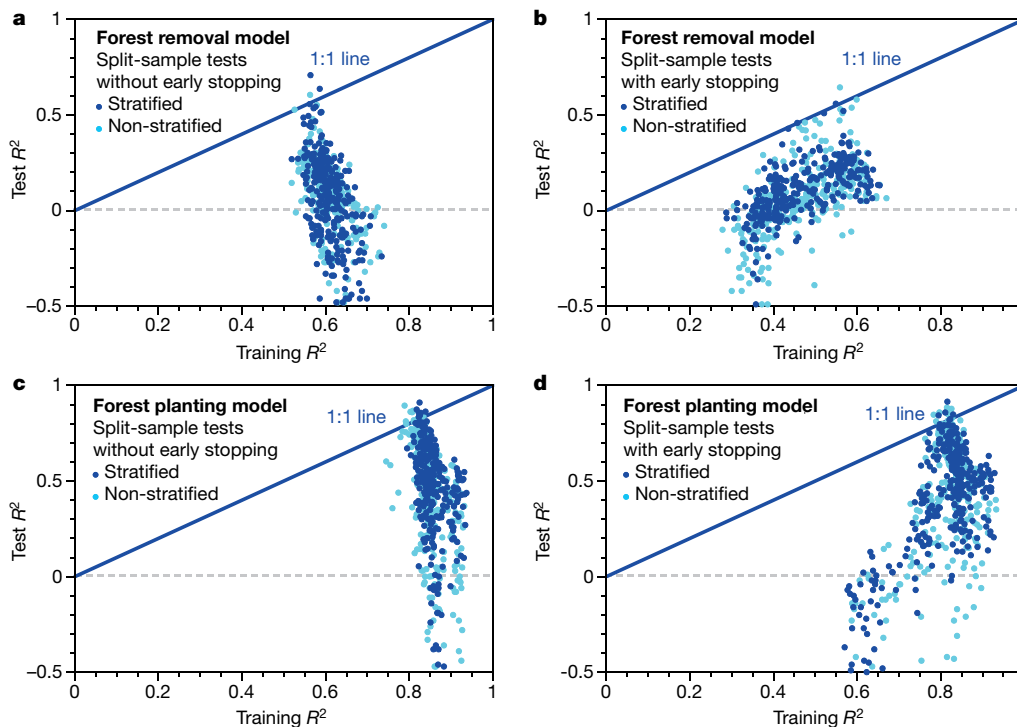 a
1
Forest removal model
Split-sample tests
without early stopping
Stratified
Non-stratified
1:1 line
0.5
0
–0.5
Test R²
0 0.2 0.4 0.6 0.8 1
Training R²
b
1
Forest removal model
Split-sample tests
with early stopping
Stratified
Non-stratified
1:1 line
0.5
0
–0.5
Test R²
0 0.2 0.4 0.6 0.8
Training R²
c
1
Forest planting model
Split-sample tests
without early stopping
Stratified
Non-stratified
1:1 line
0.5
0
–0.5
Test R²
0 0.2 0.4 0.6 0.8 1
Training R²
d
1
Forest planting model
Split-sample tests
with early stopping
Stratified
Non-stratified
1:1 line
0.5
0
-0.5
Test R²
0 0.2 0.4 0.6 0.8
Training R²